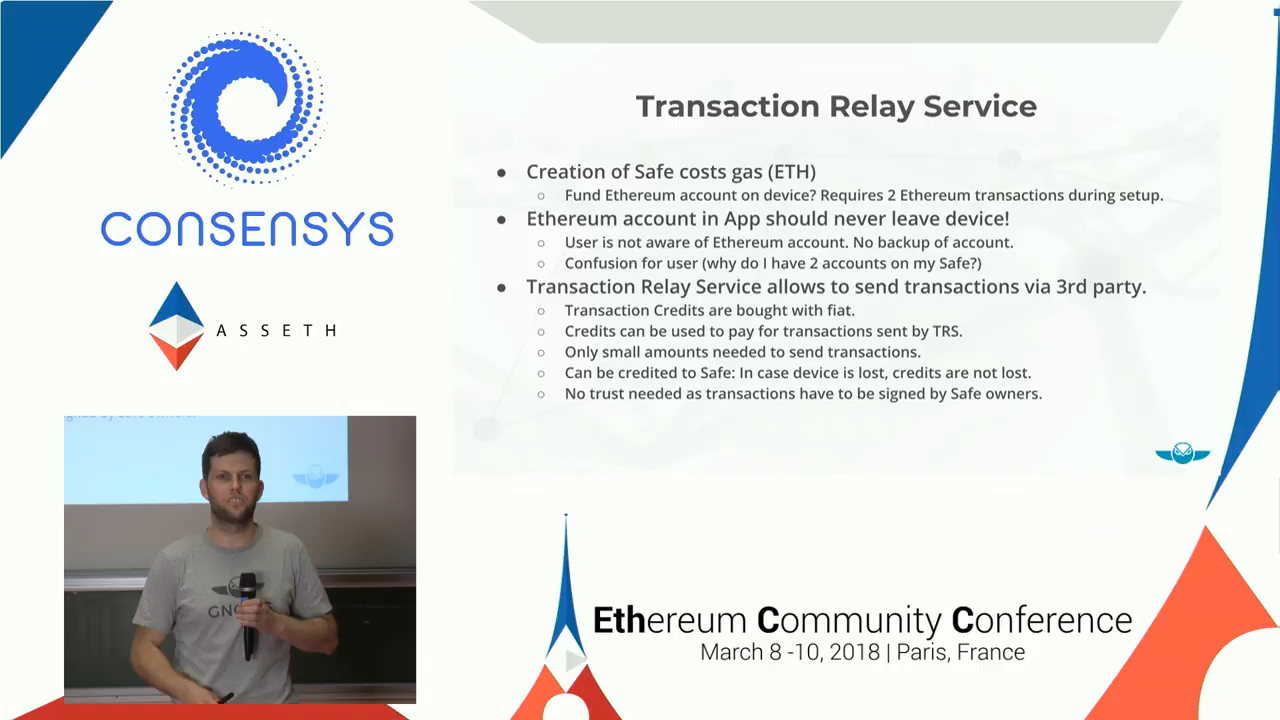 CONSENSYS
ASSETH
Transaction Relay Service
● Creation of Safe costs gas (ETH)
○ Fund Ethereum account on device? Requires 2 Ethereum transactions during setup.
● Ethereum account in App should never leave device!
○ User is not aware of Ethereum account. No backup of account.
○ Confusion for user (why do I have 2 accounts on my Safe?)
● Transaction Relay Service allows to send transactions via 3rd party.
○ Transaction Credits are bought with fiat.
○ Credits can be used to pay for transactions sent by TRS.
○ Only small amounts needed to send transactions.
○ Can be credited to Safe: In case device is lost, credits are not lost.
○ No trust needed as transactions have to be signed by Safe owners.
Ethereum Community Conference
March 8 -10, 2018 | Paris, France